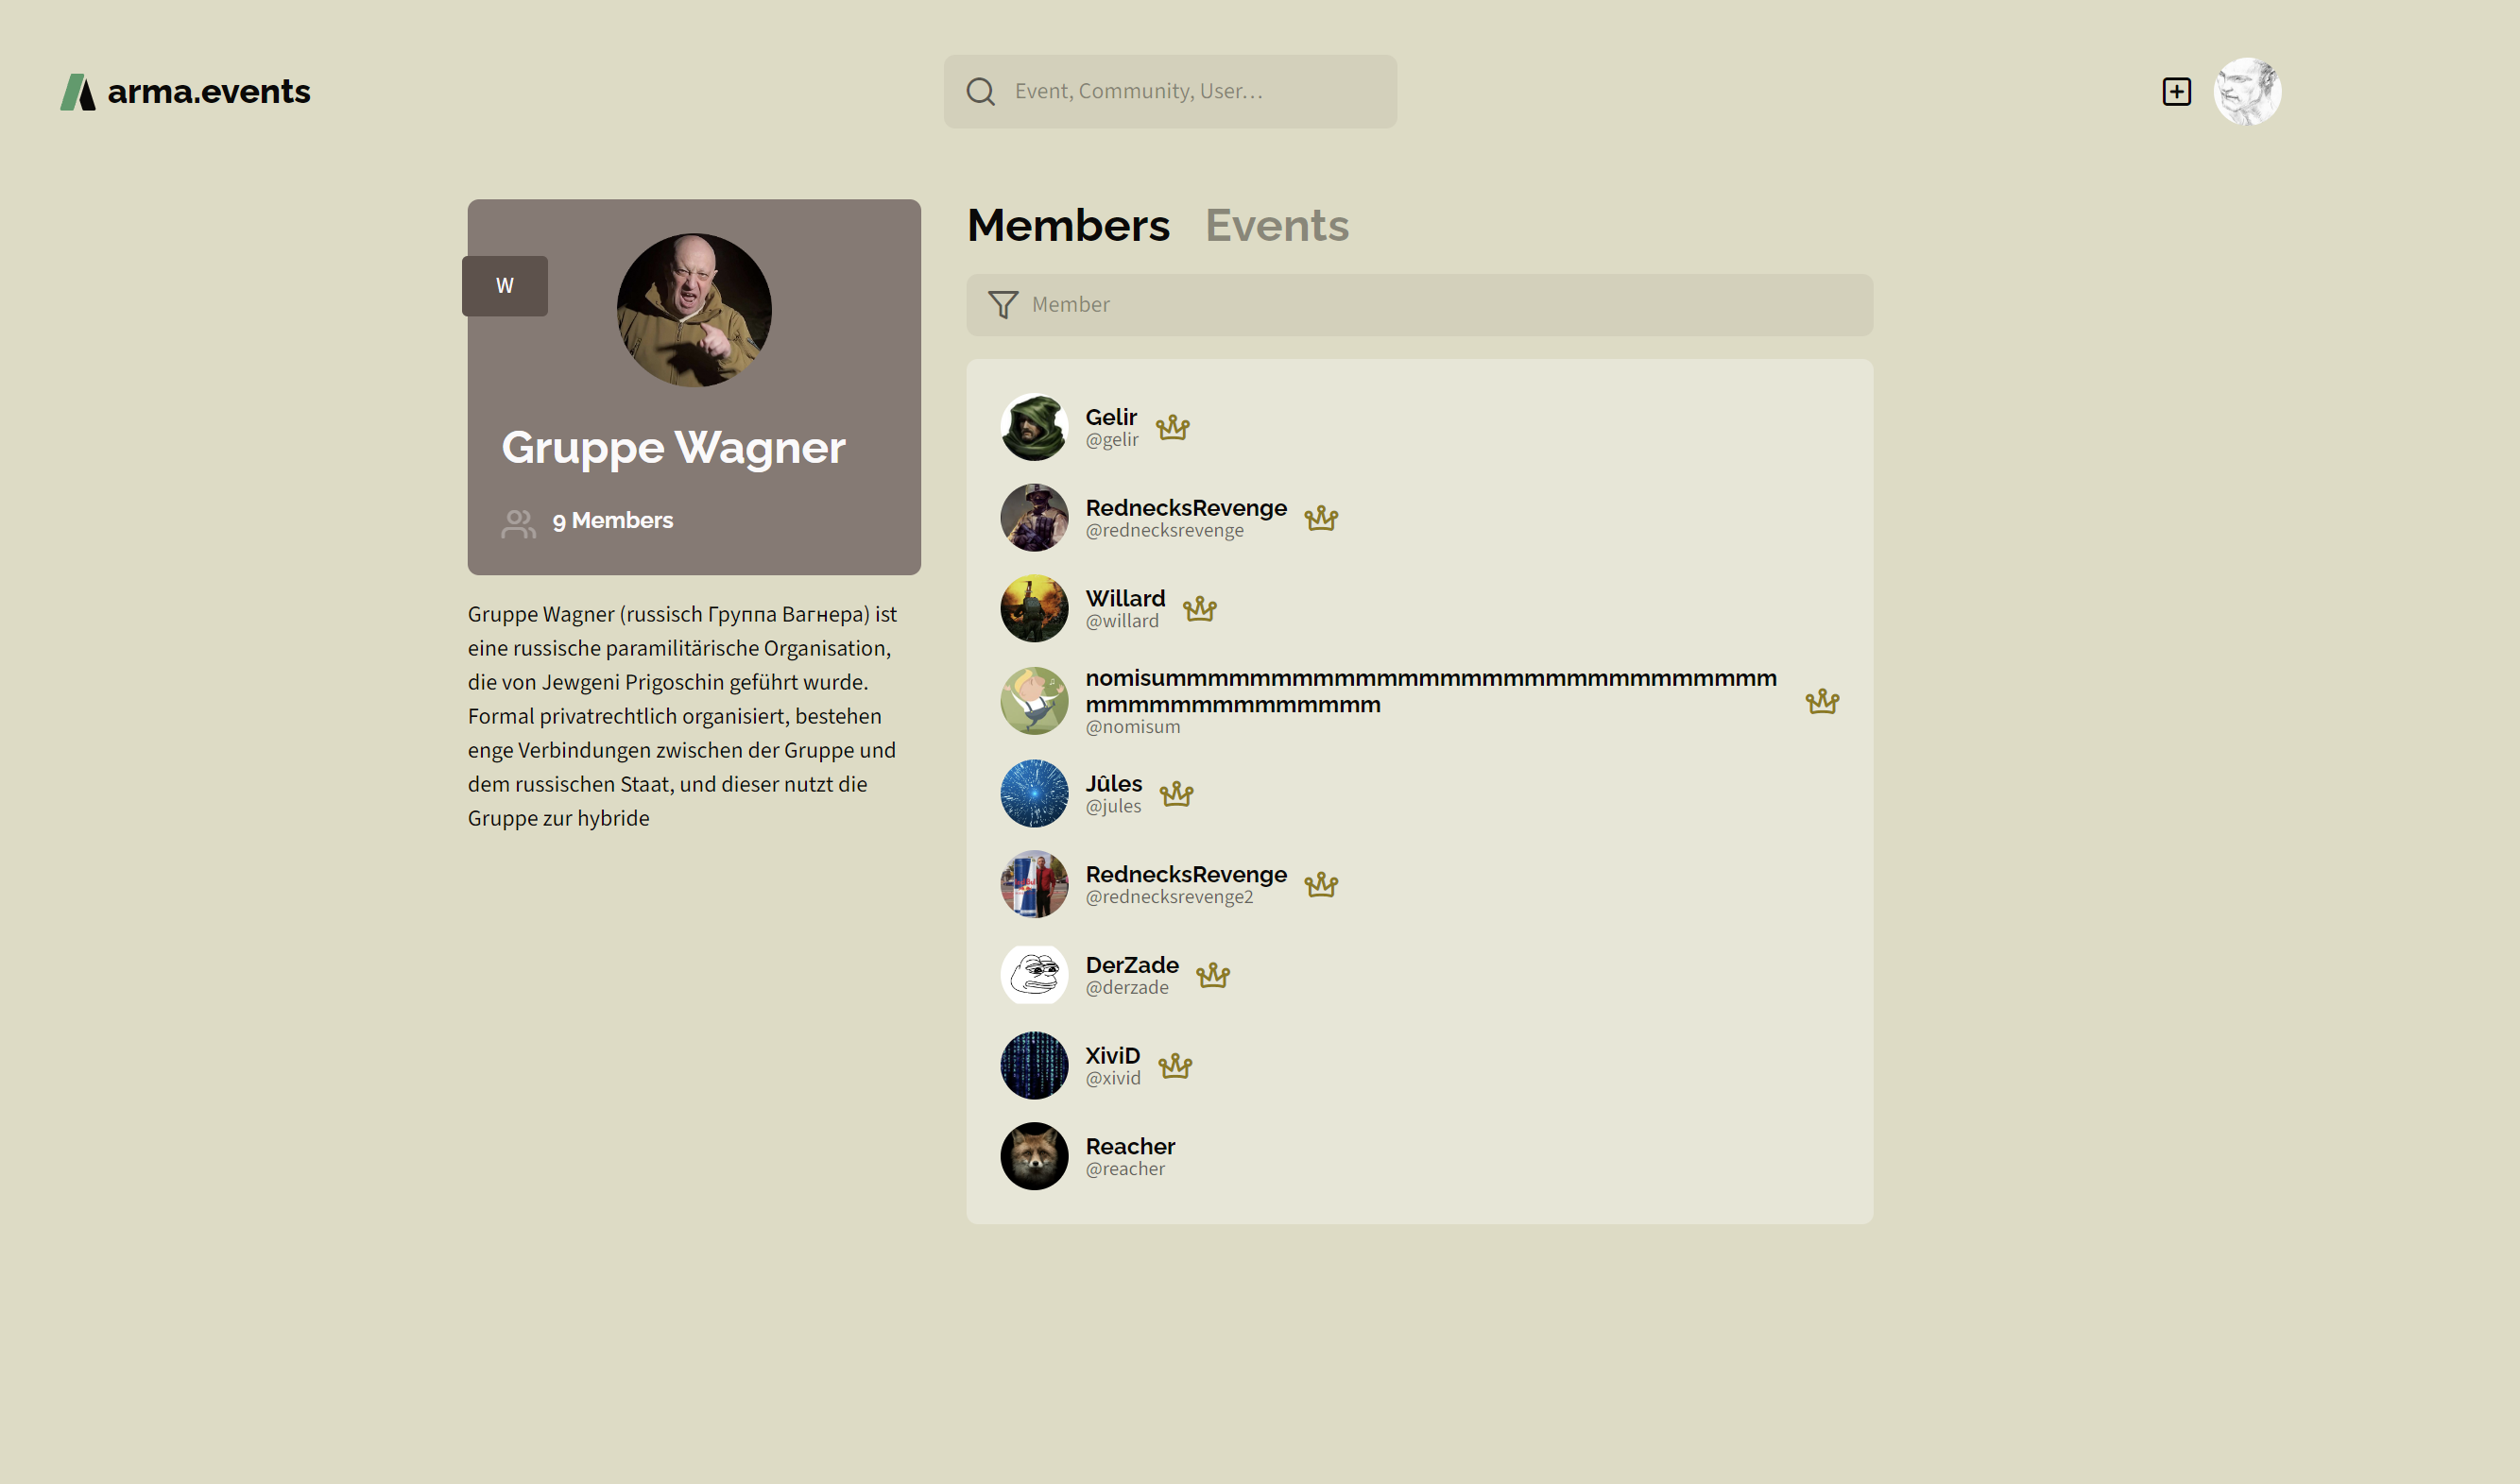 arma.events
Event, Community, User...
W
Gruppe Wagner
9 Members
Gruppe Wagner (russisch Группа Вагнера) ist
eine russische paramilitärische Organisation,
die von Jewgeni Prigoschin geführt wurde.
Formal privatrechtlich organisiert, bestehen
enge Verbindungen zwischen der Gruppe und
dem russischen Staat, und dieser nutzt die
Gruppe zur hybride
Members Events
Member
Gelir
@gelir
RednecksRevenge
@rednecksrevenge
Willard
@willard
nomisummmmmmmmmmmmmmmmmmmmmmmmmmmmmm
mmmmmmmmmmmmmm
@nomisum
Jûles
@jules
RednecksRevenge
@rednecksrevenge2
DerZade
@derzade
XiviD
@xivid
Reacher
@reacher